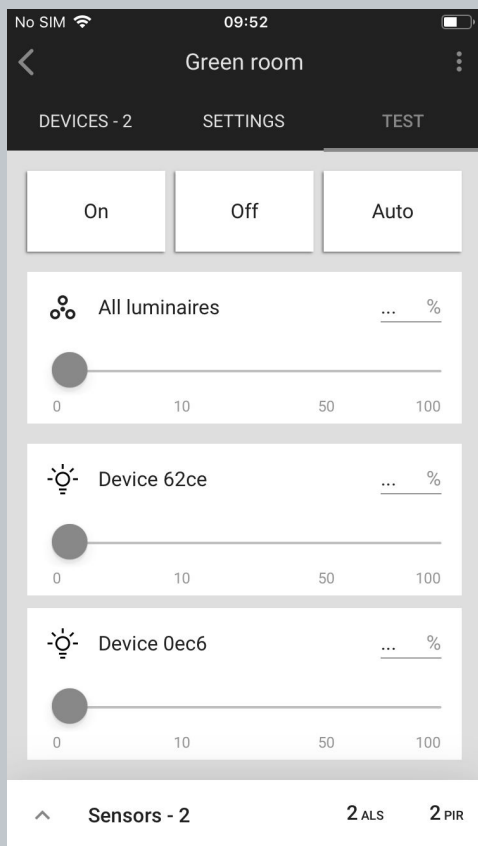 No SIM 09:52
Green room
DEVICES - 2 SETTINGS TEST
On Off Auto
All luminaires ... %
0 10 50 100
Device 62ce ... %
0 10 50 100
Device 0ec6 ... %
0 10 50 100
Sensors - 2 2 ALS 2 PIR